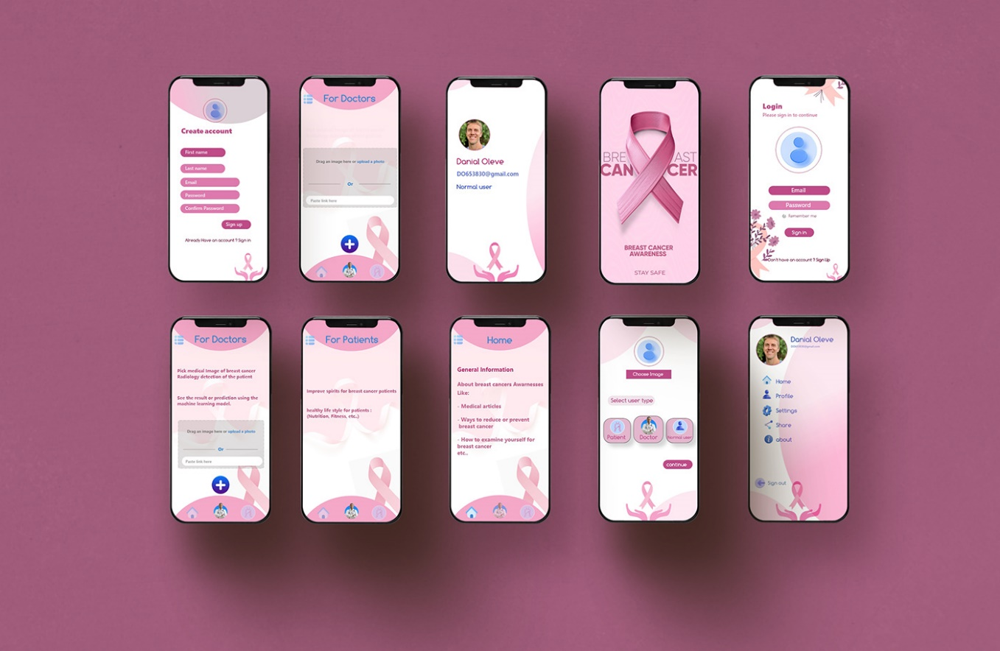 Create account
First name
Last name
Email
Password
Confirm Password
Sign up
Already Have an account ? Sign in
For Doctors
Drag an image here or upload a photo
Or
Paste link here
Danial Oleve
DO653830@gmail.com
Normal user
BRE AST
CAN CER
BREAST CANCER
AWARENESS
STAY SAFE
Login
Please sign in to continue
Email
Password
Remember me
Sign in
Don't have an account ? Sign Up
For Doctors
Pick medical Image of breast cancer
Radiology detection of the patient
See the result or prediction using the
machine learning model.
Drag an image here or upload a photo
Or
Paste link here
For Patients
Improve spirits for breast cancer patients
healthy life style for patients :
(Nutrition, Fitness, etc..)
Home
General Information
About breast cancers Awarnesses
Like:
- Medical articles
- Ways to reduce or prevent
breast cancer
- How to examine yourself for
breast cancer
etc..
Choose Image
Select user type
Patient
Doctor
Normal user
continue
Danial Oleve
Home
Profile
Settings
Share
about
Sign out